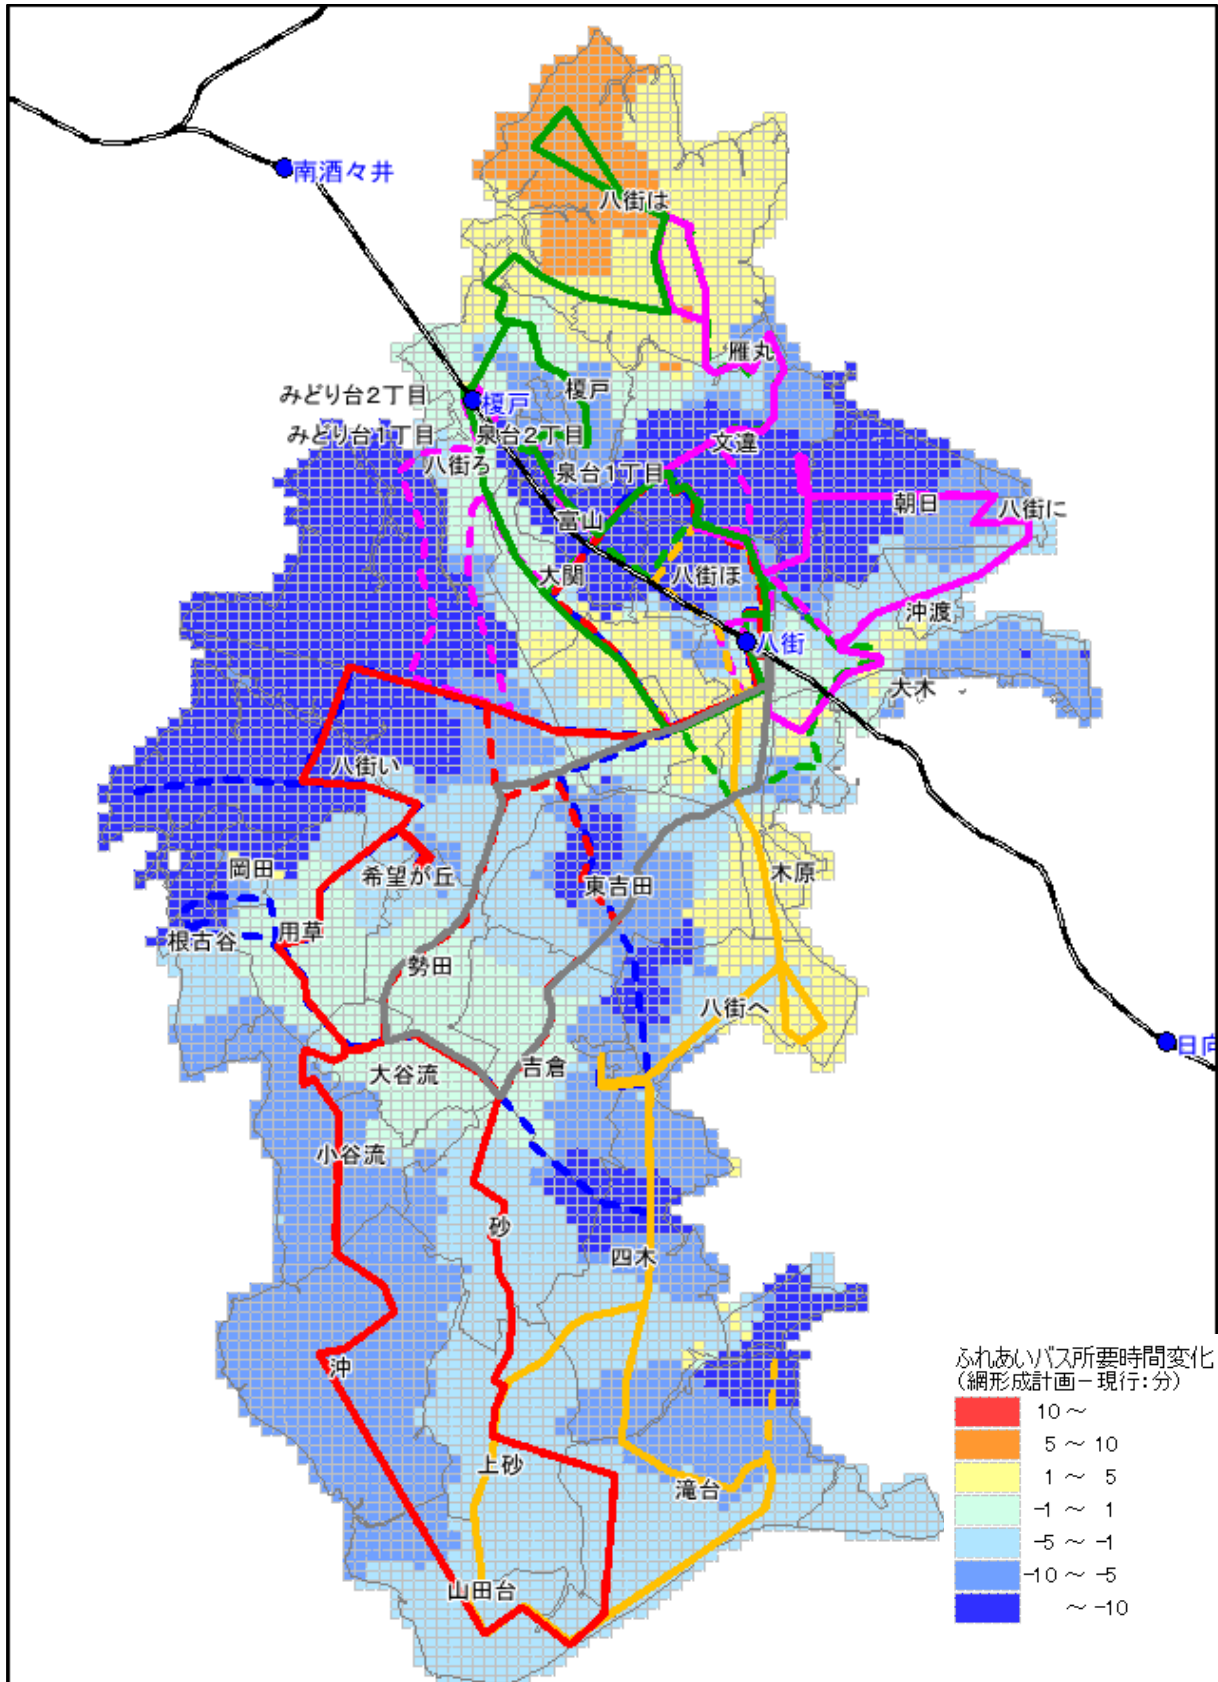 南酒々井
八街は
雁丸
みどり台2丁目
榎戸
榎戸
みどり台1丁目
泉台2丁目
文違
八街ろ
泉台1丁目
朝日
八街に
富山
大関
八街ほ
沖渡
八街
大木
八街い
岡田
希望が丘
東吉田
木原
根古谷
用草
勢田
八街へ
日向
大谷流
吉倉
小谷流
砂
四木
沖
上砂
滝台
山田台
ふれあいバス所要時間変化
(網形成計画-現行:分)
10 ~
5 ~ 10
1 ~ 5
-1 ~ 1
-5 ~ -1
-10 ~ -5
~ -10